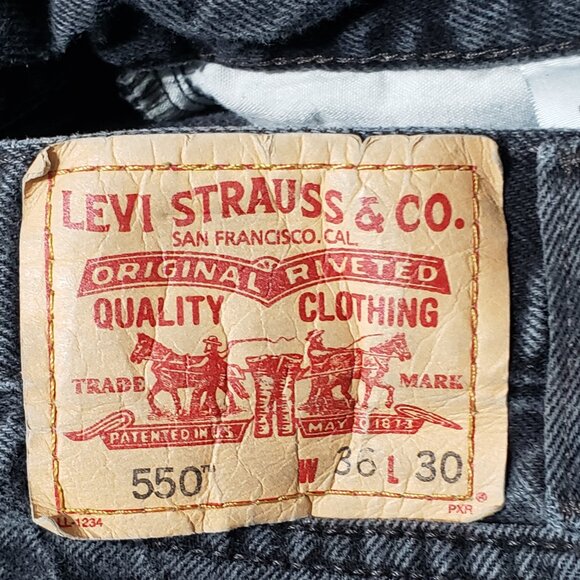 LEVI STRAUSS & CO.
SAN FRANCISCO. CAL.
ORIGINAL RIVETED
QUALITY CLOTHING
TRADE MARK
PATENTED IN U.S. MAY 20 1873
550™ W 36 L 30
LL-1234 PXR ®